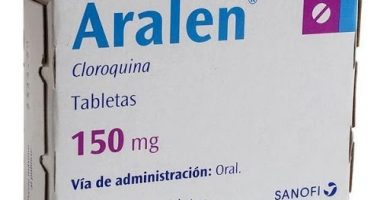 Aralen®
Cloroquina
Tabletas
150 mg
Vía de administración: Oral.
SANOFI